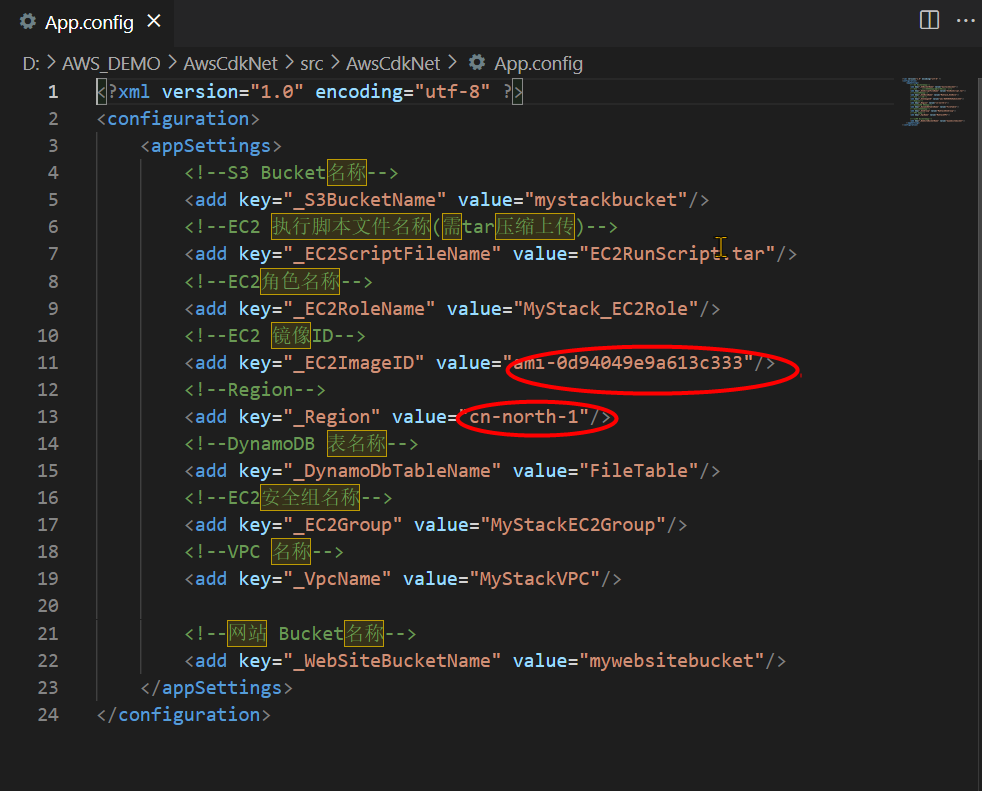 App.config
D: > AWS_DEMO > AwsCdkNet > src > AwsCdkNet > App.config
1 <?xml version="1.0" encoding="utf-8" ?>
2 <configuration>
3 <appSettings>
4 <!--S3 Bucket名称-->
5 <add key="_S3BucketName" value="mystackbucket"/>
6 <!--EC2 执行脚本文件名称(需tar压缩上传)-->
7 <add key="_EC2ScriptFileName" value="EC2RunScript.tar"/>
8 <!--EC2角色名称-->
9 <add key="_EC2RoleName" value="MyStack_EC2Role"/>
10 <!--EC2 镜像ID-->
11 <add key="_EC2ImageID" value="ami-0d94049e9a613c333"/>
12 <!--Region-->
13 <add key="_Region" value="cn-north-1"/>
14 <!--DynamoDB 表名称-->
15 <add key="_DynamoDbTableName" value="FileTable"/>
16 <!--EC2安全组名称-->
17 <add key="_EC2Group" value="MyStackEC2Group"/>
18 <!--VPC 名称-->
19 <add key="_VpcName" value="MyStackVPC"/>
20
21 <!--网站 Bucket名称-->
22 <add key="_WebSiteBucketName" value="mywebsitebucket"/>
23 </appSettings>
24 </configuration>